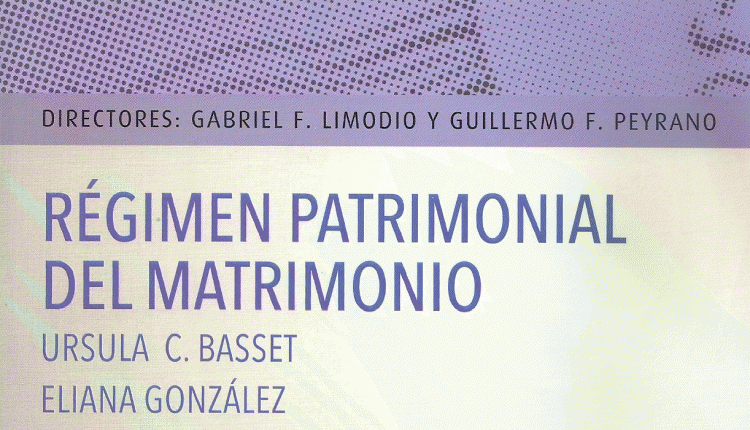 DIRECTORES: GABRIEL F. LIMODIO Y GUILLERMO F. PEYRANO
RÉGIMEN PATRIMONIAL
DEL MATRIMONIO
URSULA C. BASSET
ELIANA GONZÁLEZ